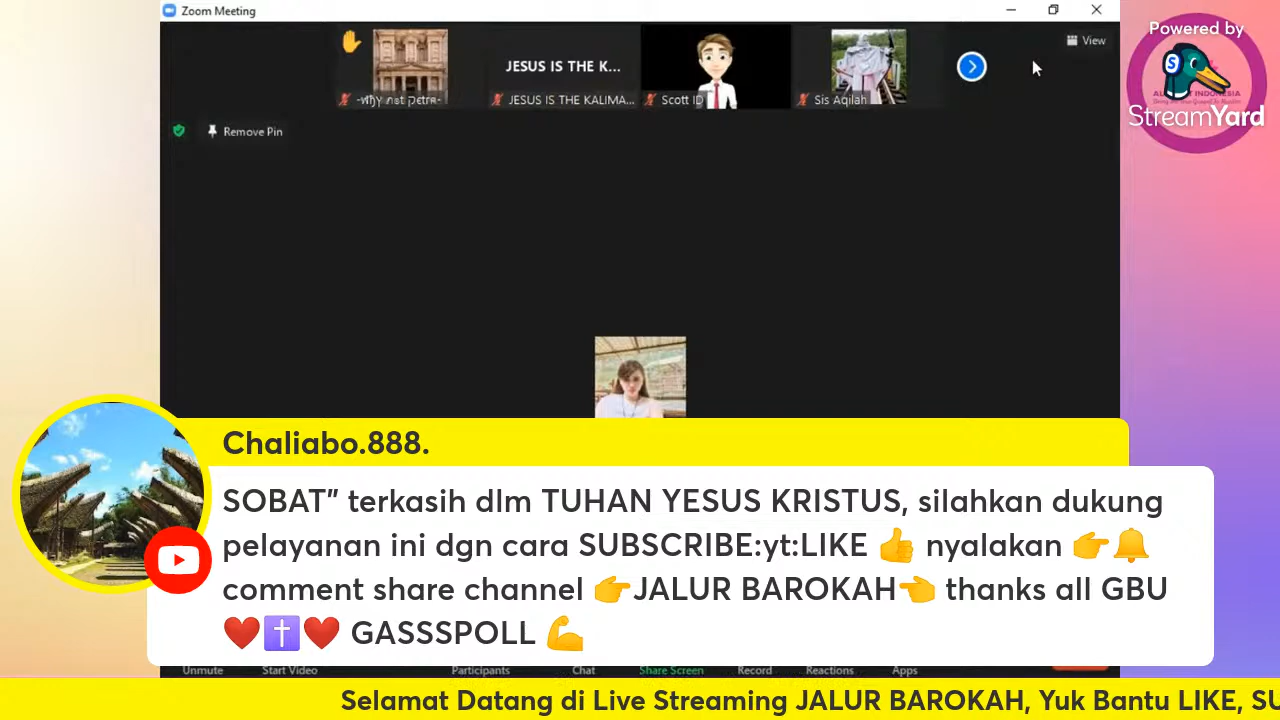 Zoom Meeting
Powered by
StreamYard
View
JESUS IS THE K...
-why not petra-
JESUS IS THE KALIMA...
Scott ID
Sis Aqilah
Remove Pin
Chaliabo.888.
SOBAT” terkasih dlm TUHAN YESUS KRISTUS, silahkan dukung
pelayanan ini dgn cara SUBSCRIBE:yt:LIKE 👍 nyalakan 👉🔔
comment share channel 👉JALUR BAROKAH👈 thanks all GBU
❤️✝️❤️ GASSSPOLL 💪
Unmute Start Video Participants Chat Share Screen Record Reactions Apps
Selamat Datang di Live Streaming JALUR BAROKAH, Yuk Bantu LIKE, SU